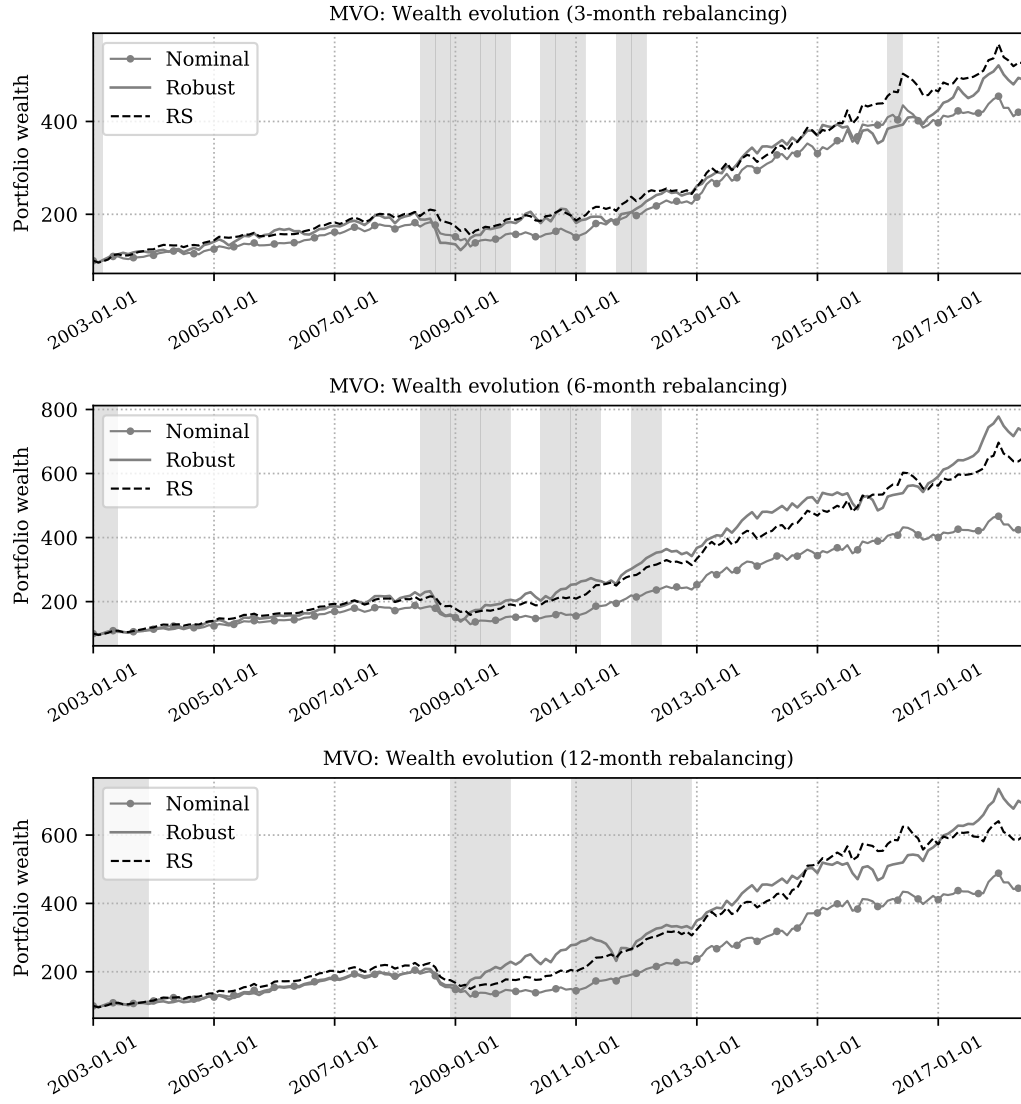 MVO: Wealth evolution (3-month rebalancing)
Portfolio wealth
400
200
Nominal
Robust
RS
2003-01-01
2005-01-01
2007-01-01
2009-01-01
2011-01-01
2013-01-01
2015-01-01
2017-01-01
MVO: Wealth evolution (6-month rebalancing)
Portfolio wealth
800
600
400
200
Nominal
Robust
RS
2003-01-01
2005-01-01
2007-01-01
2009-01-01
2011-01-01
2013-01-01
2015-01-01
2017-01-01
MVO: Wealth evolution (12-month rebalancing)
Portfolio wealth
600
400
200
Nominal
Robust
RS
2003-01-01
2005-01-01
2007-01-01
2009-01-01
2011-01-01
2013-01-01
2015-01-01
2017-01-01